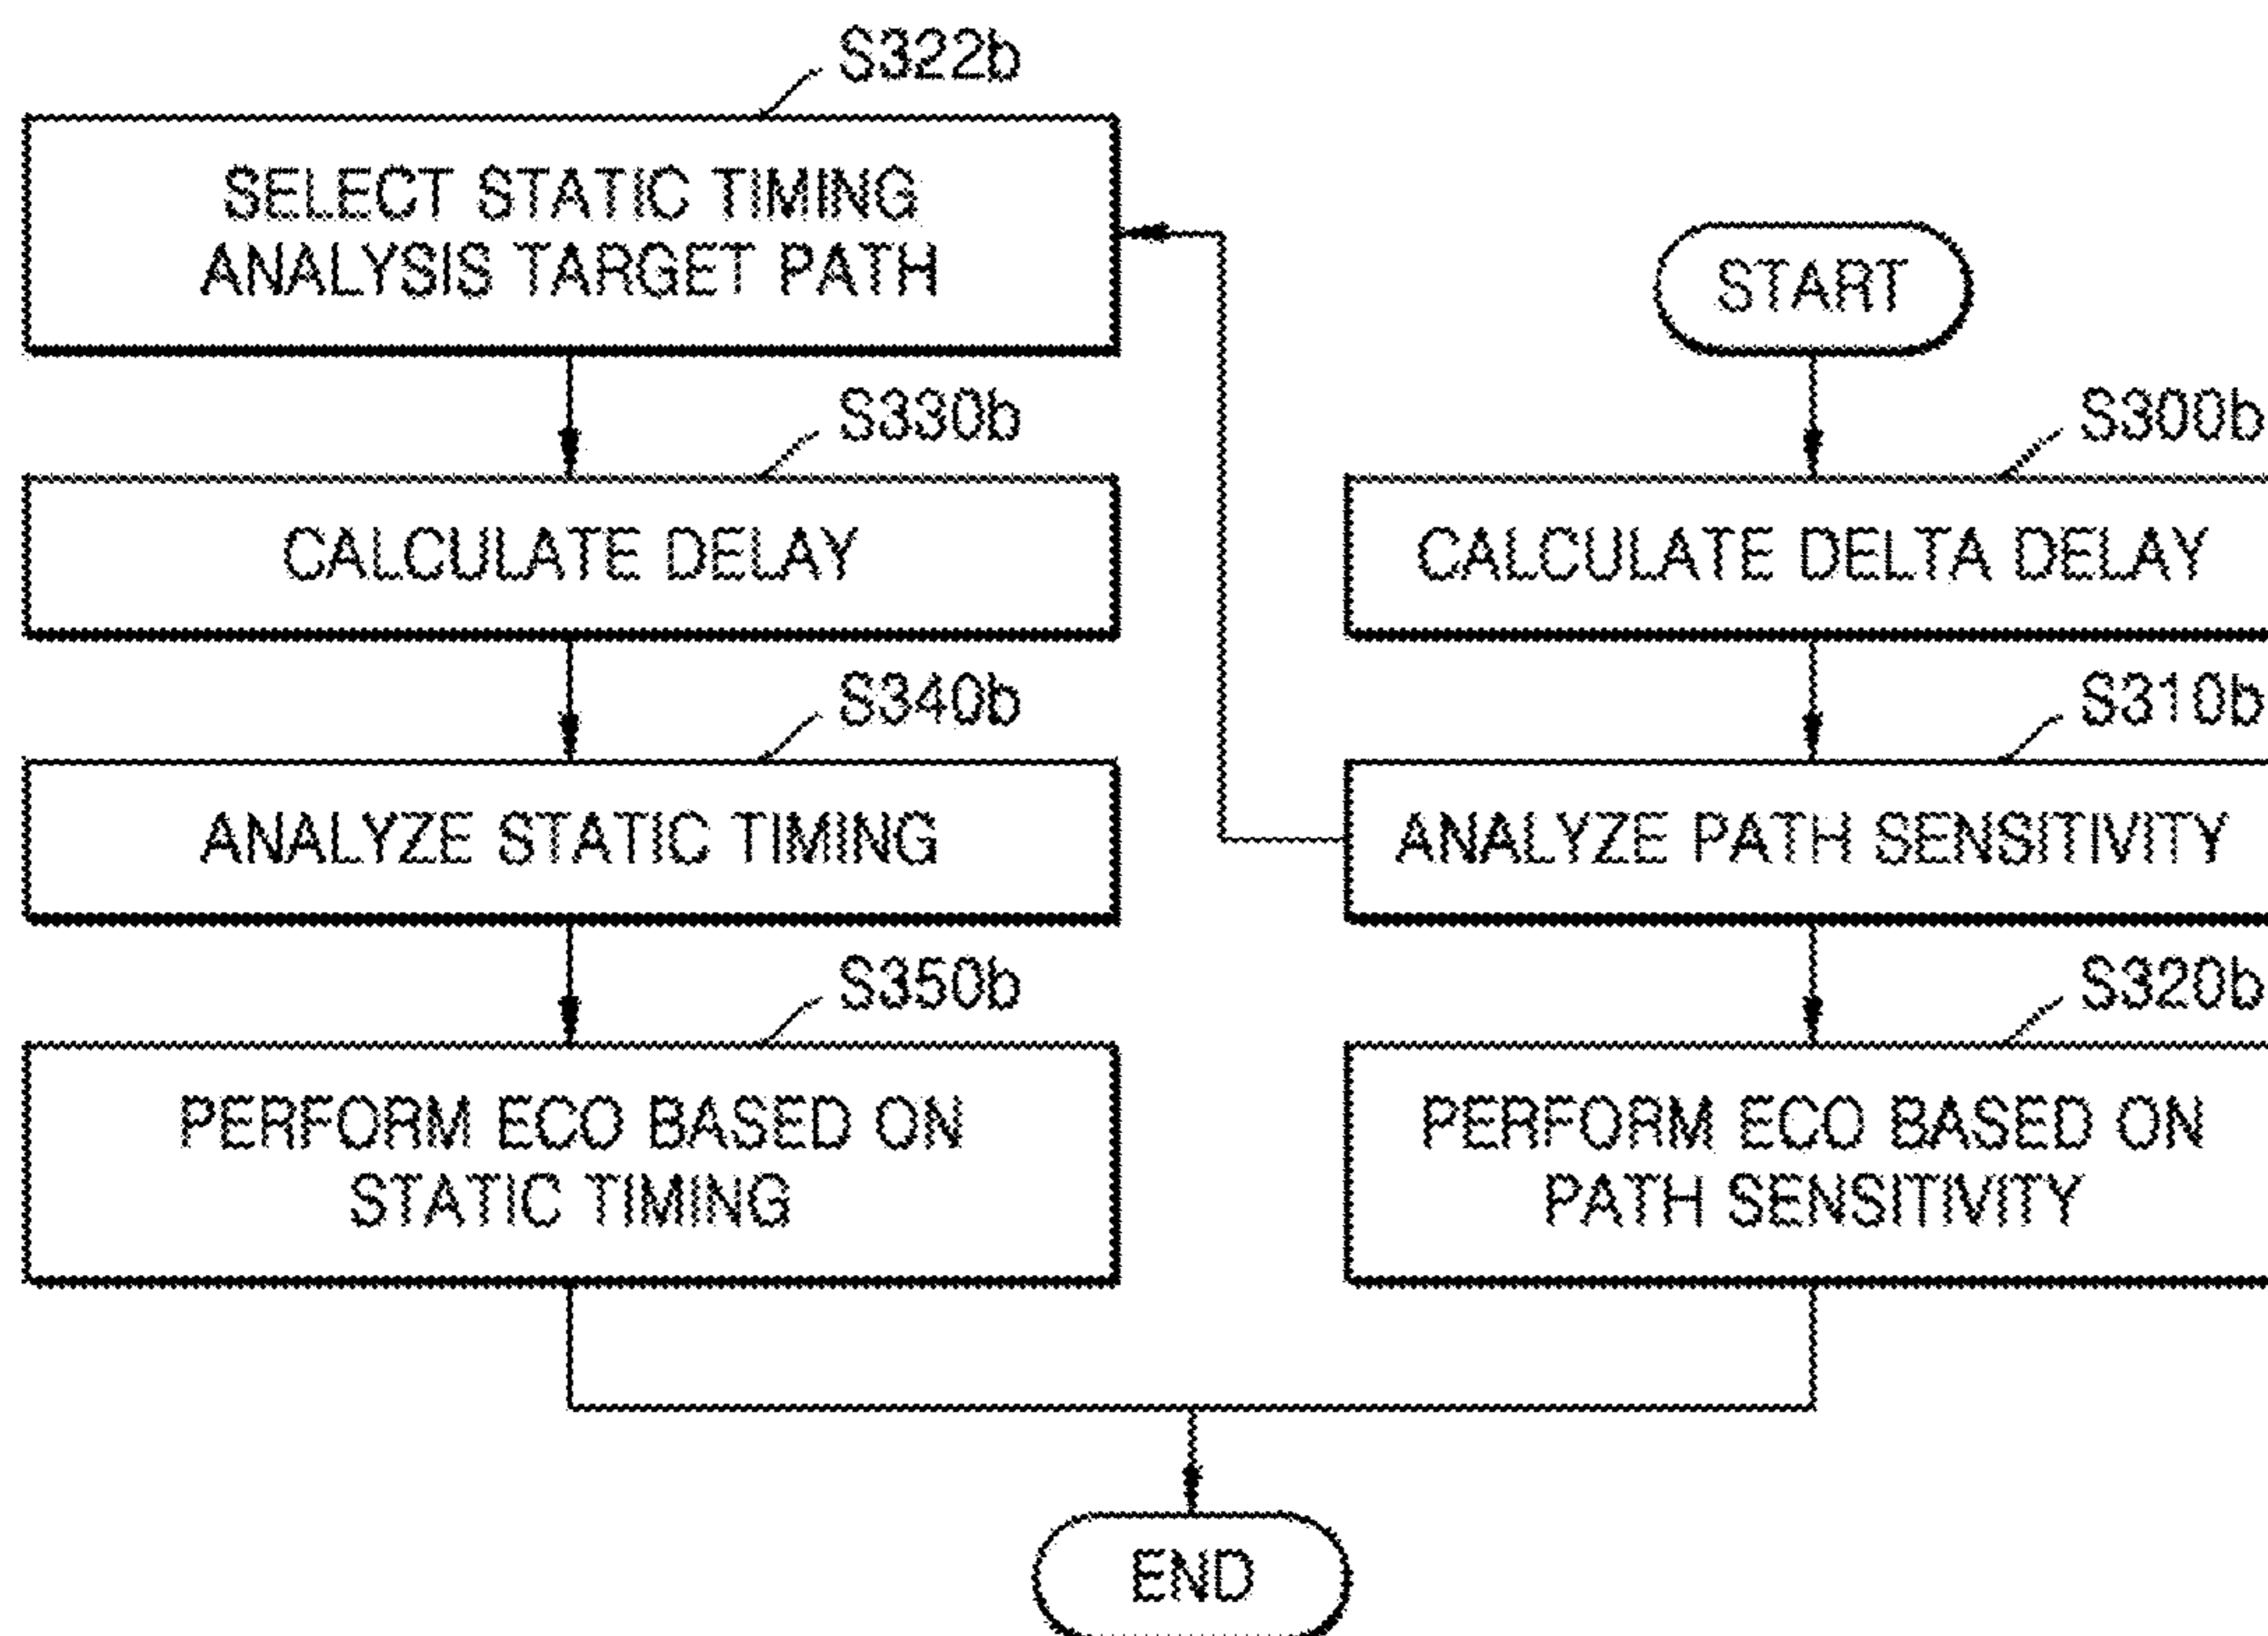 S322b
SELECT STATIC TIMING
ANALYSIS TARGET PATH
S330b
CALCULATE DELAY
S340b
ANALYZE STATIC TIMING
S350b
PERFORM ECO BASED ON
STATIC TIMING
START
S300b
CALCULATE DELTA DELAY
S310b
ANALYZE PATH SENSITIVITY
S320b
PERFORM ECO BASED ON
PATH SENSITIVITY
END